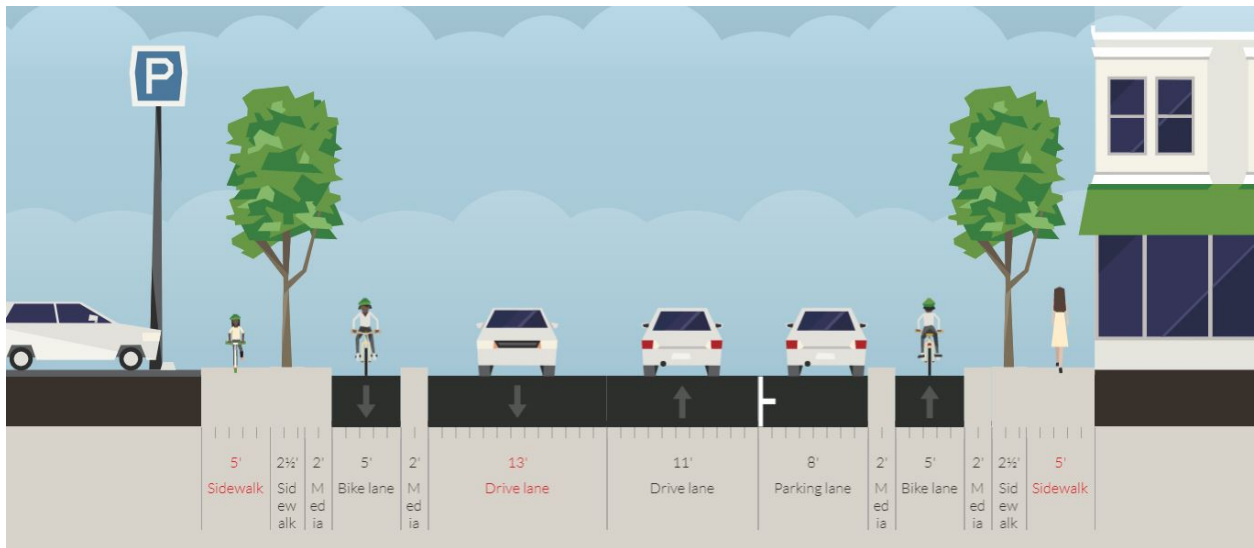 P
5'
Sidewalk
2½'
Sid
ew
alk
2'
M
ed
ia
5'
Bike lane
2'
M
ed
ia
13'
Drive lane
11'
Drive lane
8'
Parking lane
2'
M
ed
ia
5'
Bike lane
2'
M
ed
ia
2½'
Sid
ew
alk
5'
Sidewalk